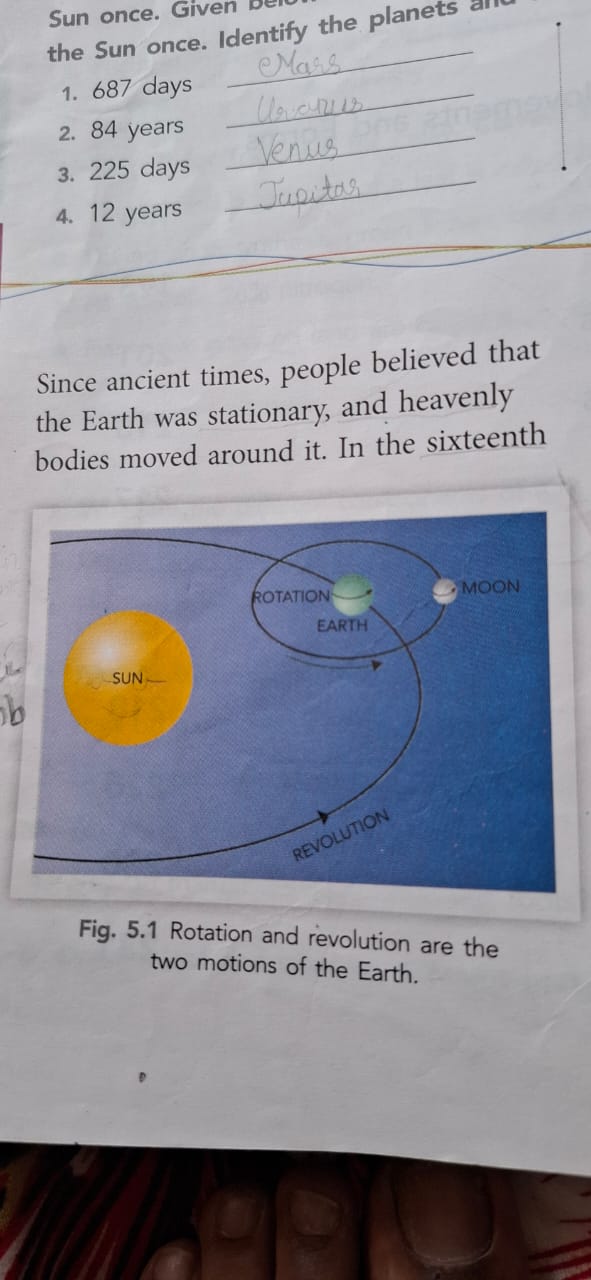 Sun once. Given
the Sun once. Identify the planets
1. 687 days Mars
2. 84 years Uranus
3. 225 days Venus
4. 12 years Jupitar
Since ancient times, people believed that
the Earth was stationary, and heavenly
bodies moved around it. In the sixteenth
ROTATION
MOON
EARTH
SUN
REVOLUTION
Fig. 5.1 Rotation and revolution are the
two motions of the Earth.